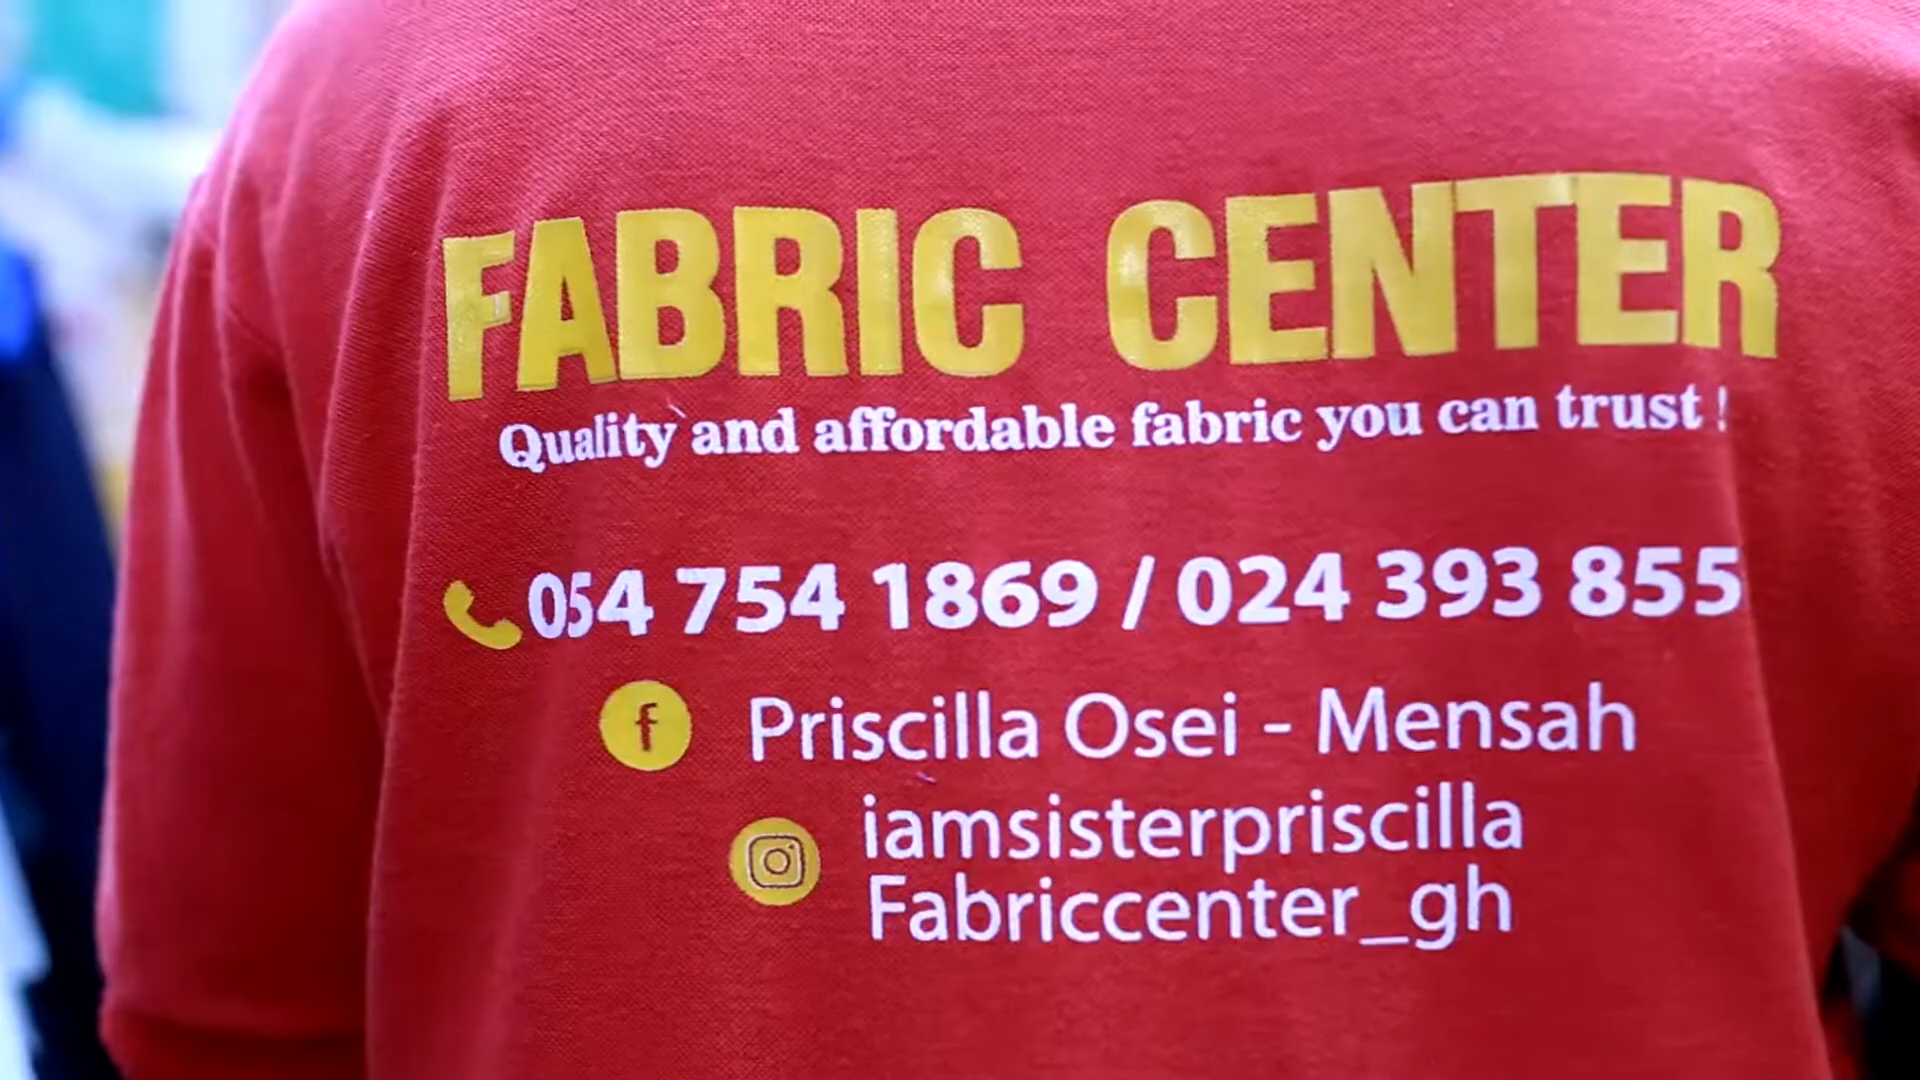 FABRIC CENTER
Quality and affordable fabric you can trust !
054 754 1869 / 024 393 855
f Priscilla Osei - Mensah
iamsisterpriscilla
Fabriccenter_gh